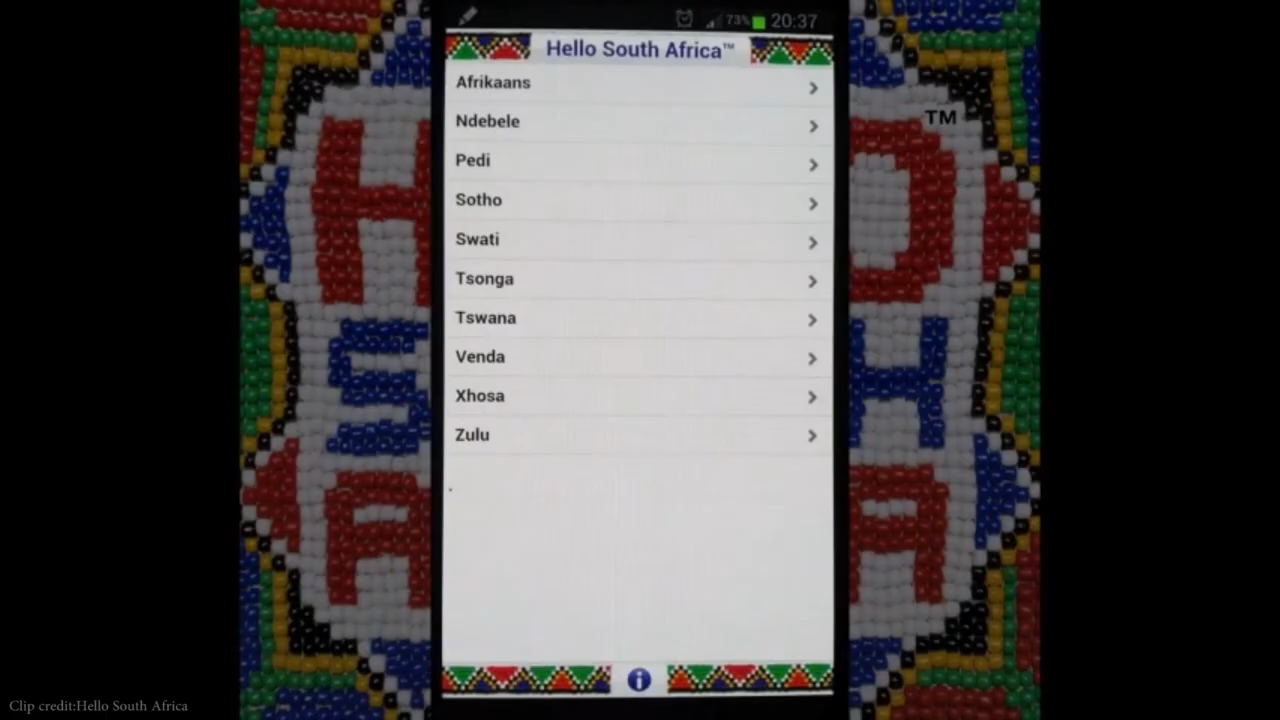 73% 20:37
Hello South Africa™
Afrikaans
Ndebele
Pedi
Sotho
Swati
Tsonga
Tswana
Venda
Xhosa
Zulu
H O ™
S H
A A
Clip credit:Hello South Africa